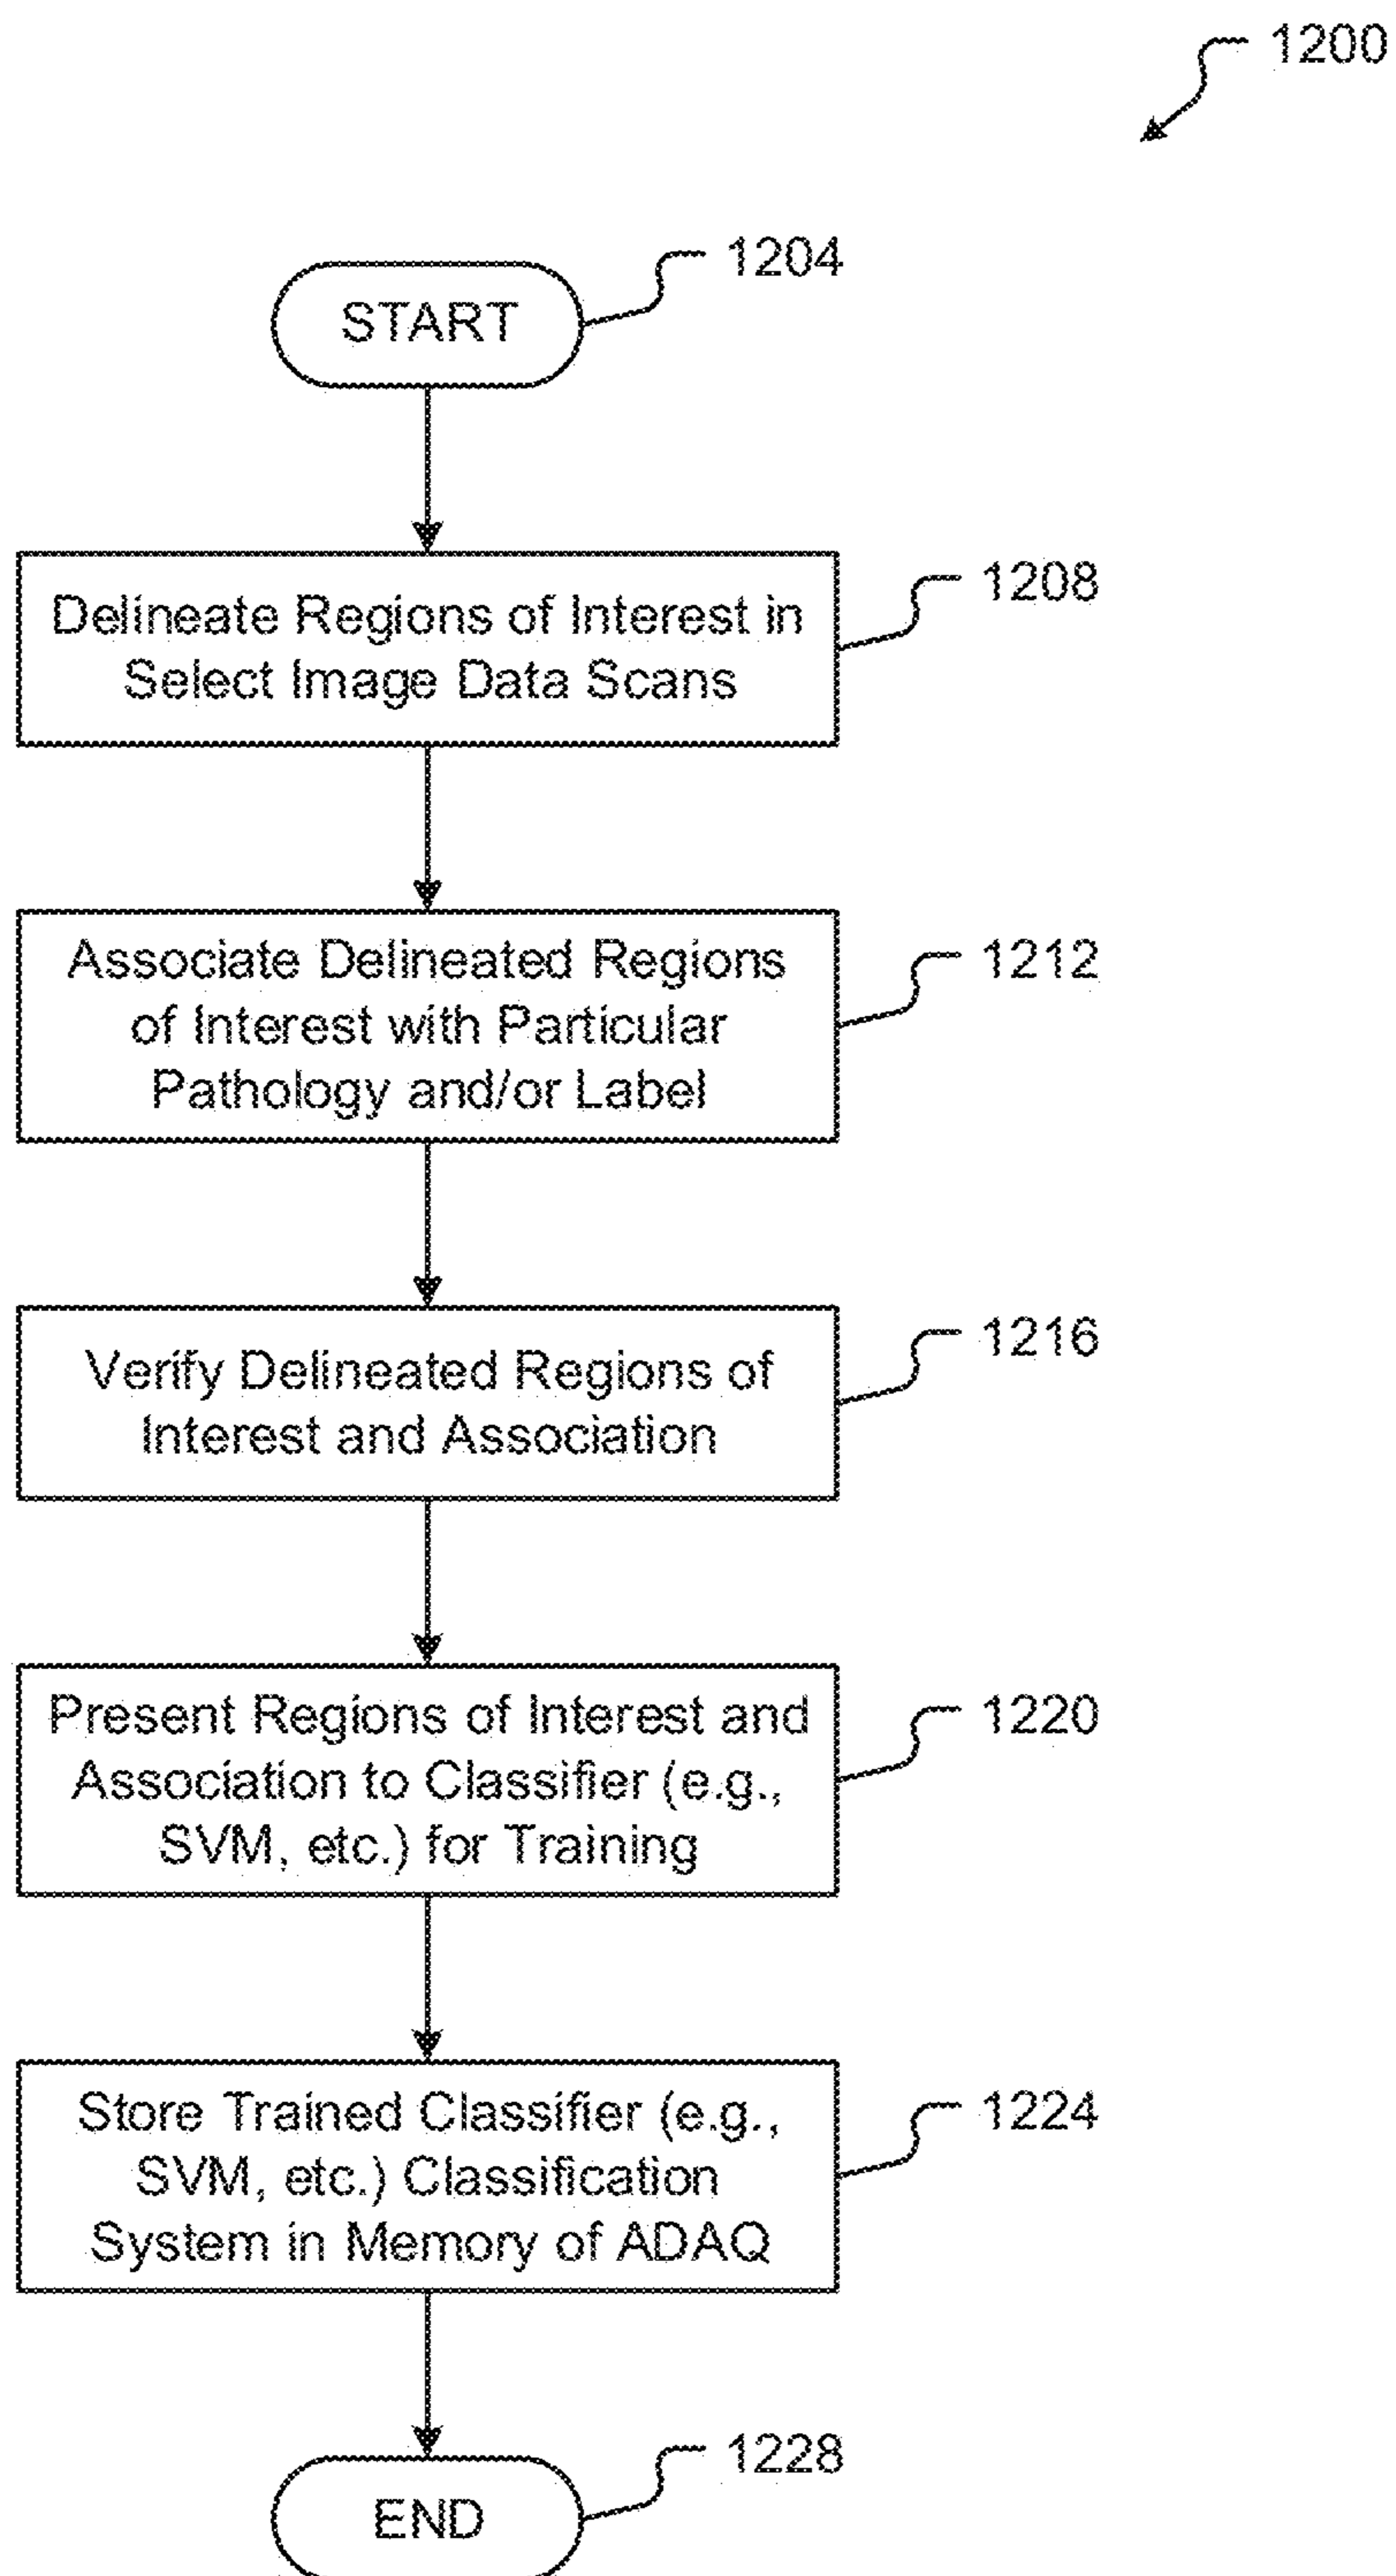 1200
START
1204
Delineate Regions of Interest in
Select Image Data Scans
1208
Associate Delineated Regions
of Interest with Particular
Pathology and/or Label
1212
Verify Delineated Regions of
Interest and Association
1216
Present Regions of Interest and
Association to Classifier (e.g.,
SVM, etc.) for Training
1220
Store Trained Classifier (e.g.,
SVM, etc.) Classification
System in Memory of ADAQ
1224
END
1228